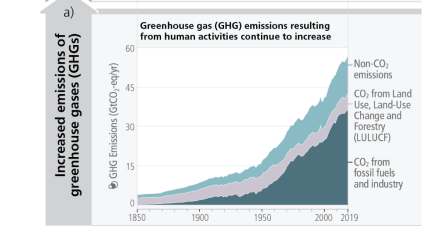 a)
Increased emissions of
greenhouse gases (GHGs)
Greenhouse gas (GHG) emissions resulting
from human activities continue to increase
GHG Emissions (GtCO₂-eq/yr)
60
45
30
15
0
1850
1900
1950
2000
2019
Non-CO₂
emissions
CO₂ from Land
Use, Land-Use
Change and
Forestry
(LULUCF)
CO₂ from
fossil fuels
and industry